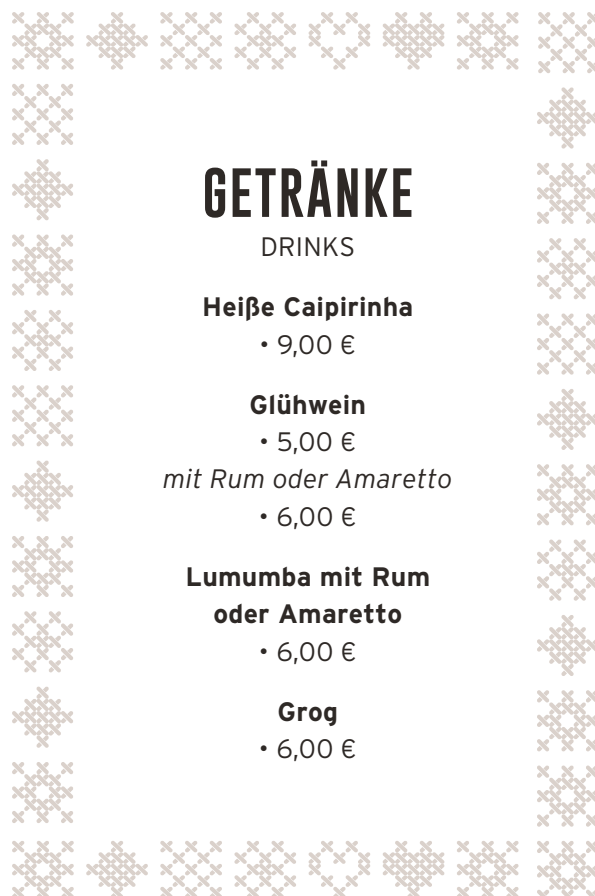 GETRÄNKE
DRINKS
Heiße Caipirinha
• 9,00 €
Glühwein
• 5,00 €
mit Rum oder Amaretto
• 6,00 €
Lumumba mit Rum
oder Amaretto
• 6,00 €
Grog
• 6,00 €